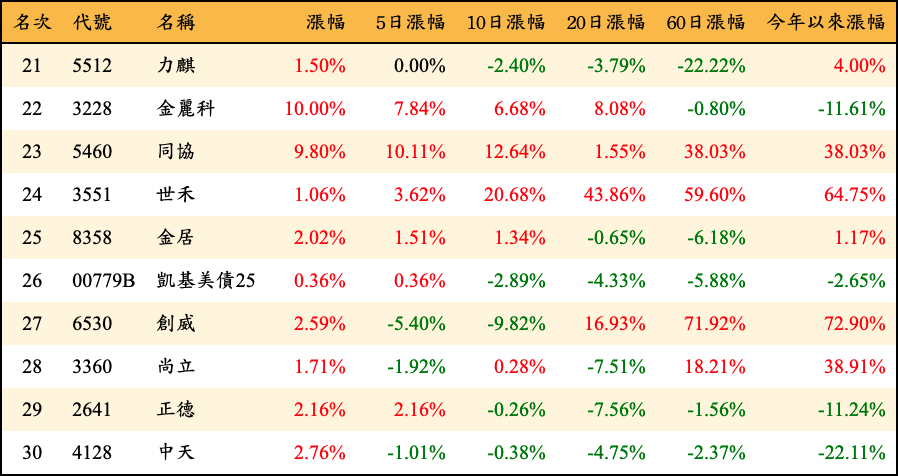 名次 代號 名稱 漲幅 5日漲幅 10日漲幅 20日漲幅 60日漲幅 今年以來漲幅
21 5512 力麒 1.50% 0.00% -2.40% -3.79% -22.22% 4.00%
22 3228 金麗科 10.00% 7.84% 6.68% 8.08% -0.80% -11.61%
23 5460 同協 9.80% 10.11% 12.64% 1.55% 38.03% 38.03%
24 3551 世禾 1.06% 3.62% 20.68% 43.86% 59.60% 64.75%
25 8358 金居 2.02% 1.51% 1.34% -0.65% -6.18% 1.17%
26 00779B 凱基美債25 0.36% 0.36% -2.89% -4.33% -5.88% -2.65%
27 6530 創威 2.59% -5.40% -9.82% 16.93% 71.92% 72.90%
28 3360 尚立 1.71% -1.92% 0.28% -7.51% 18.21% 38.91%
29 2641 正德 2.16% 2.16% -0.26% -7.56% -1.56% -11.24%
30 4128 中天 2.76% -1.01% -0.38% -4.75% -2.37% -22.11%